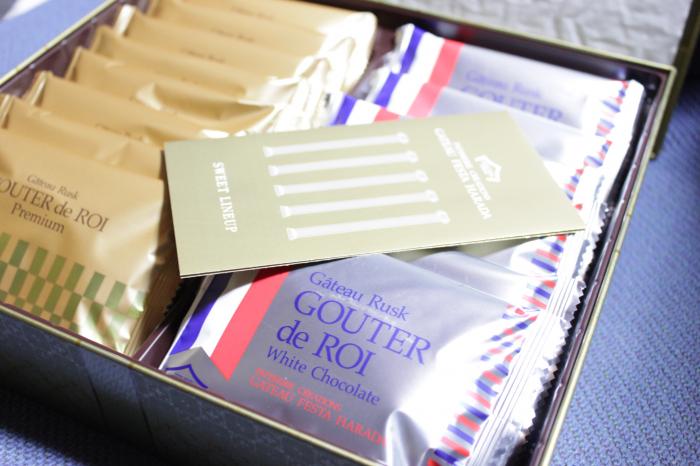 Gâteau Rusk
GOUTER de ROI
Premium
Gâteau Rusk
GOUTER
SWEET LINEUP
GATEAU FESTA HARADA
Gâteau Rusk
GOUTER
de ROI
White Chocolate
GATEAU FESTA HARADA